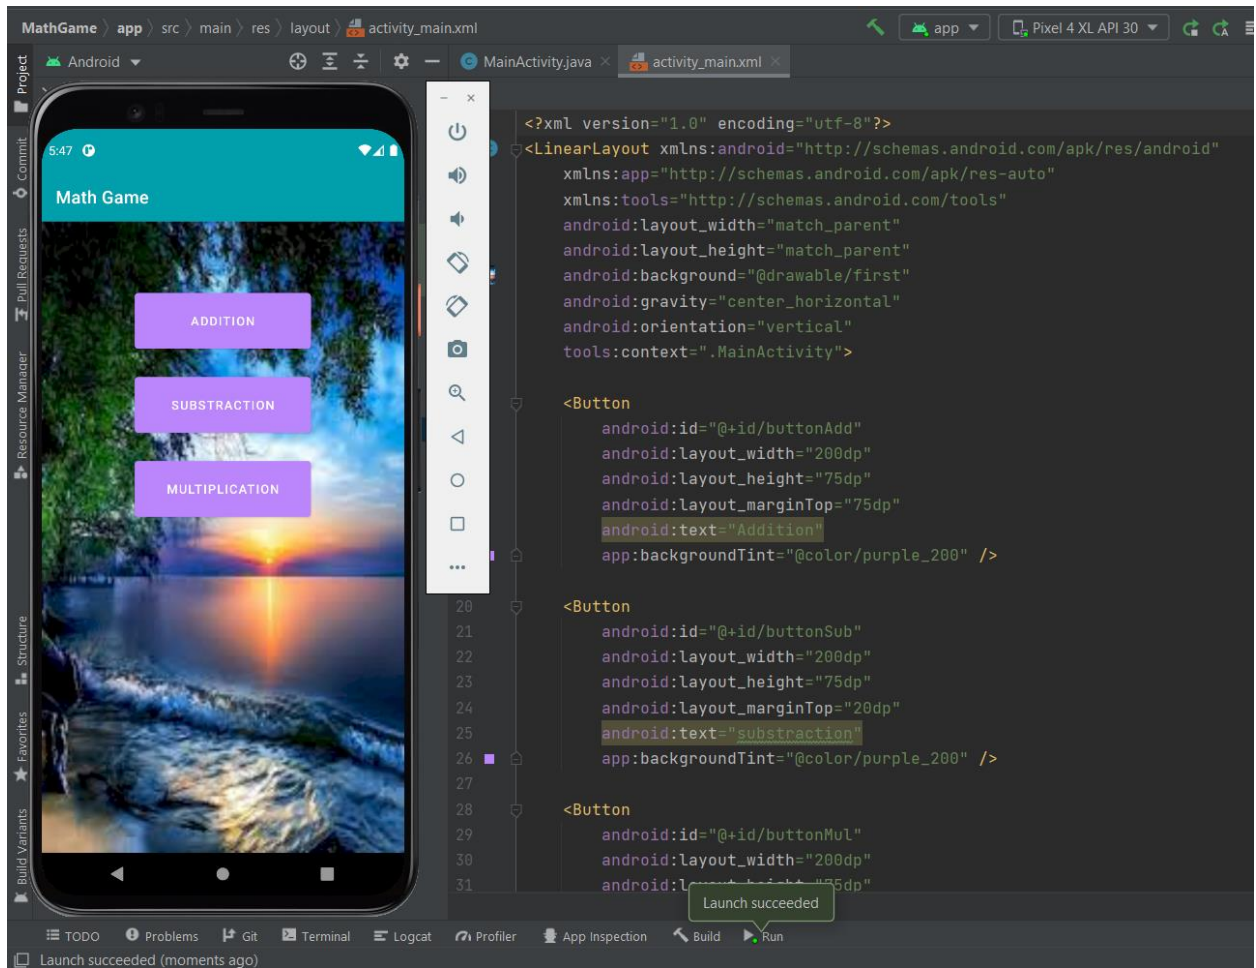 MathGame app src main res layout activity_main.xml
app Pixel 4 XL API 30
Android
MainActivity.java
activity_main.xml
Project
Commit
Pull Requests
Resource Manager
Structure
Favorites
Build Variants
5:47
Math Game
ADDITION
SUBSTRACTION
MULTIPLICATION
<?xml version="1.0" encoding="utf-8"?>
<LinearLayout xmlns:android="http://schemas.android.com/apk/res/android"
xmlns:app="http://schemas.android.com/apk/res-auto"
xmlns:tools="http://schemas.android.com/tools"
android:layout_width="match_parent"
android:layout_height="match_parent"
android:background="@drawable/first"
android:gravity="center_horizontal"
android:orientation="vertical"
tools:context=".MainActivity">
<Button
android:id="@+id/buttonAdd"
android:layout_width="200dp"
android:layout_height="75dp"
android:layout_marginTop="75dp"
android:text="Addition"
app:backgroundTint="@color/purple_200" />
20 <Button
21 android:id="@+id/buttonSub"
22 android:layout_width="200dp"
23 android:layout_height="75dp"
24 android:layout_marginTop="20dp"
25 android:text="substraction"
26 app:backgroundTint="@color/purple_200" />
27
28 <Button
29 android:id="@+id/buttonMul"
30 android:layout_width="200dp"
31
Launch succeeded
TODO Problems Git Terminal Logcat Profiler App Inspection Build Run
Launch succeeded (moments ago)